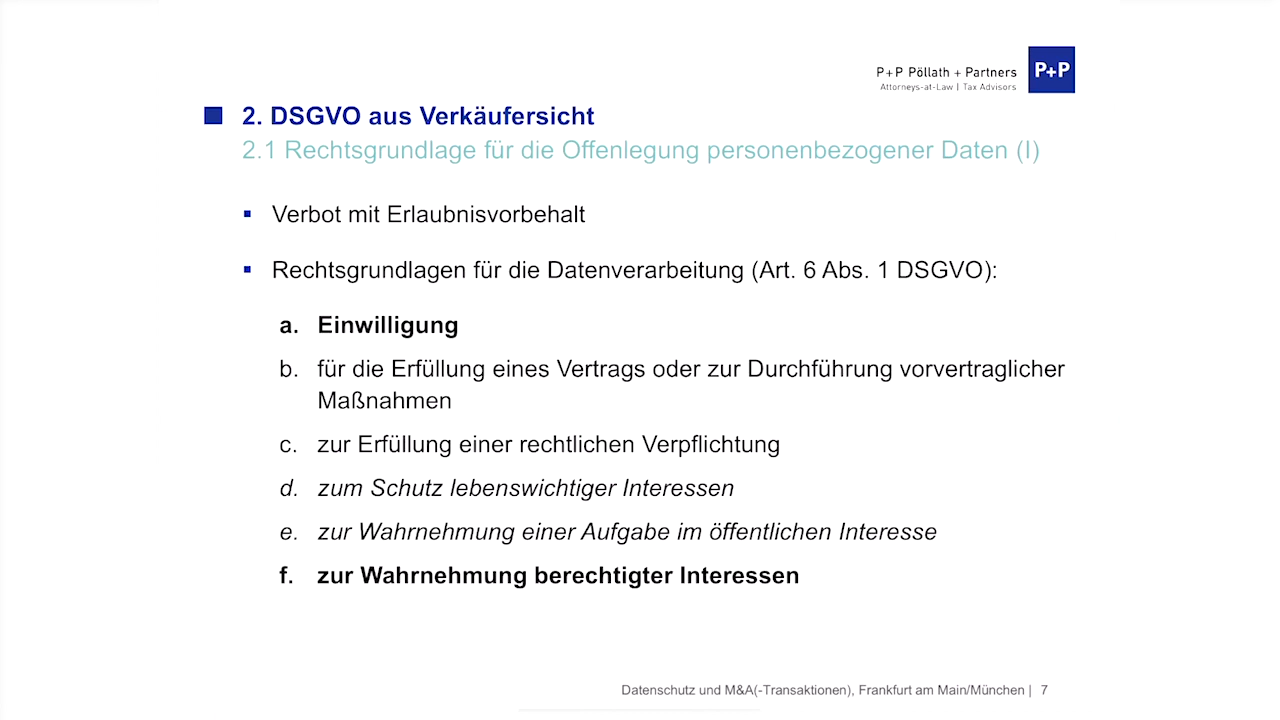 P+P Pöllath + Partners
Attorneys-at-Law | Tax Advisors
P+P
2. DSGVO aus Verkäufersicht
2.1 Rechtsgrundlage für die Offenlegung personenbezogener Daten (I)
Verbot mit Erlaubnisvorbehalt
Rechtsgrundlagen für die Datenverarbeitung (Art. 6 Abs. 1 DSGVO):
a. Einwilligung
b. für die Erfüllung eines Vertrags oder zur Durchführung vorvertraglicher
Maßnahmen
c. zur Erfüllung einer rechtlichen Verpflichtung
d. zum Schutz lebenswichtiger Interessen
e. zur Wahrnehmung einer Aufgabe im öffentlichen Interesse
f. zur Wahrnehmung berechtigter Interessen
Datenschutz und M&A(-Transaktionen), Frankfurt am Main/München | 7